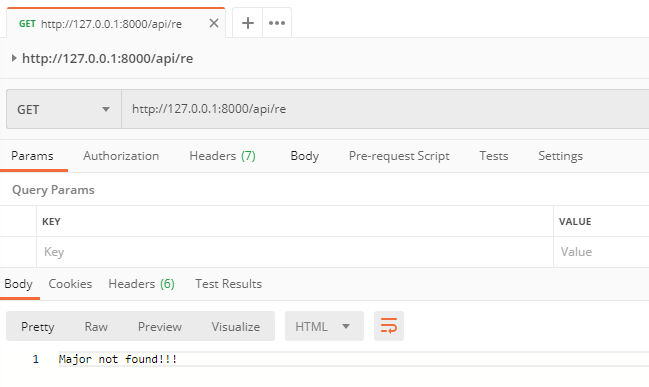 GET http://127.0.0.1:8000/api/re
http://127.0.0.1:8000/api/re
GET http://127.0.0.1:8000/api/re
Params Authorization Headers (7) Body Pre-request Script Tests Settings
Query Params
KEY VALUE
Key Value
Body Cookies Headers (6) Test Results
Pretty Raw Preview Visualize HTML
1 Major not found!!!